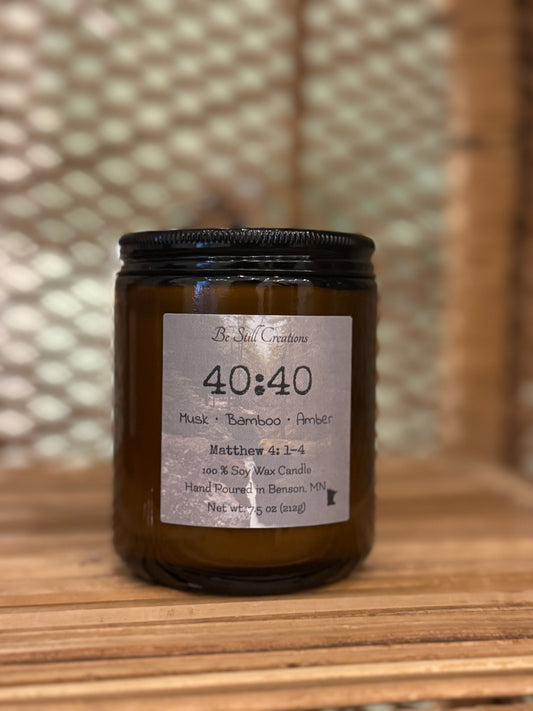 Be Still Creations
40:40
Musk · Bamboo · Amber
Matthew 4: 1-4
100 % Soy Wax Candle
Hand Poured in Benson, MN
Net wt. 7.5 oz (212g)